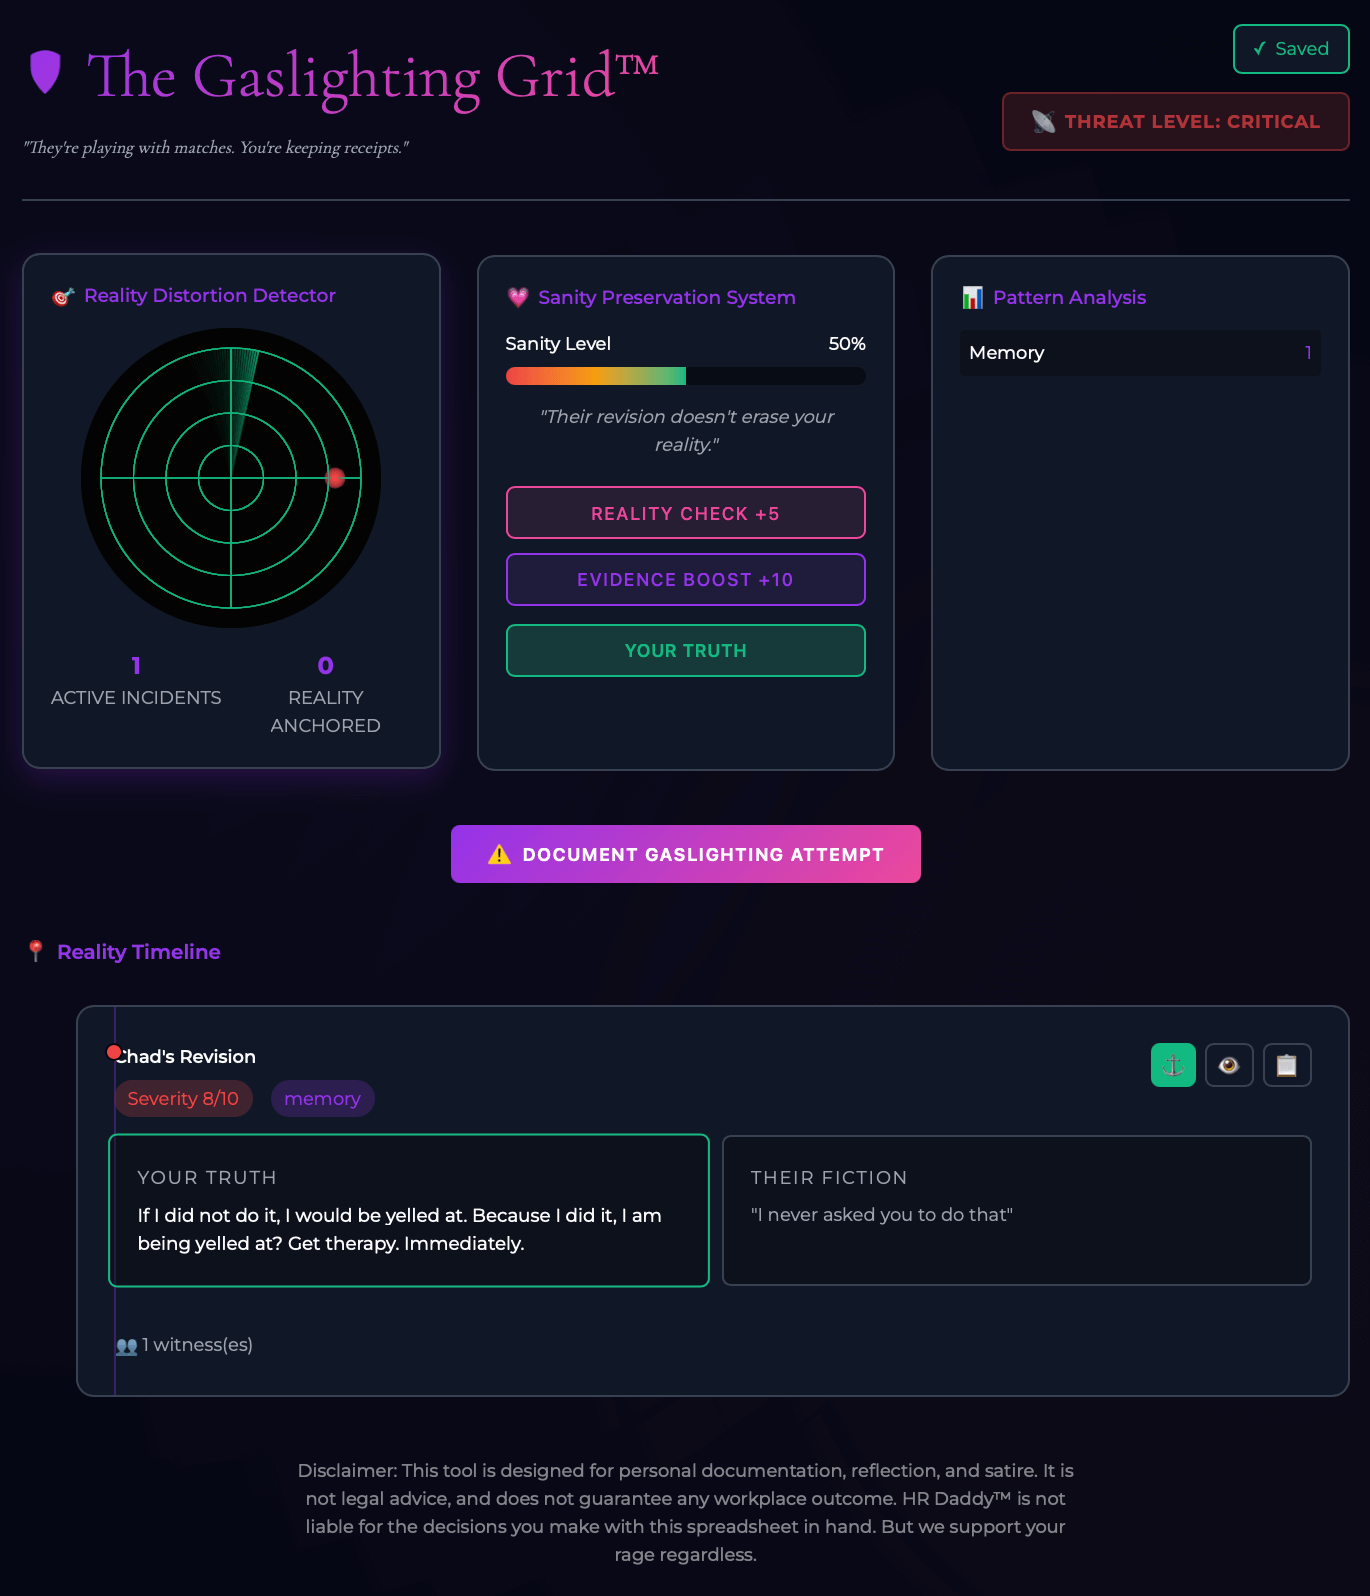 The Gaslighting Grid™
✓ Saved
THREAT LEVEL: CRITICAL
"They're playing with matches. You're keeping receipts."
Reality Distortion Detector
1
ACTIVE INCIDENTS
0
REALITY
ANCHORED
Sanity Preservation System
Sanity Level 50%
"Their revision doesn't erase your
reality."
REALITY CHECK +5
EVIDENCE BOOST +10
YOUR TRUTH
Pattern Analysis
Memory 1
DOCUMENT GASLIGHTING ATTEMPT
Reality Timeline
Chad's Revision
Severity 8/10 memory
YOUR TRUTH
If I did not do it, I would be yelled at. Because I did it, I am
being yelled at? Get therapy. Immediately.
THEIR FICTION
"I never asked you to do that"
1 witness(es)
Disclaimer: This tool is designed for personal documentation, reflection, and satire. It is
not legal advice, and does not guarantee any workplace outcome. HR Daddy™ is not
liable for the decisions you make with this spreadsheet in hand. But we support your
rage regardless.